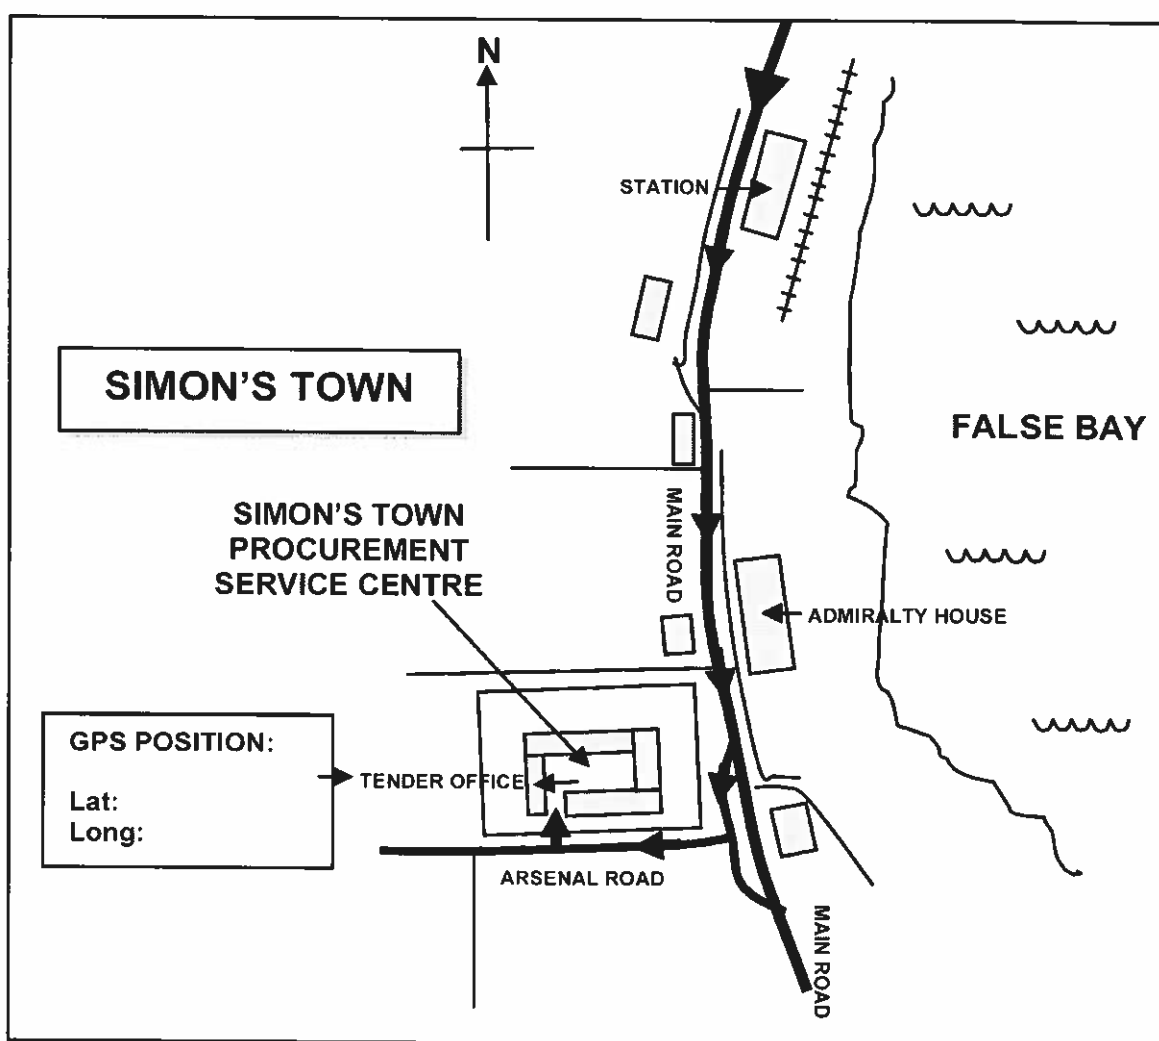 N
STATION
SIMON'S TOWN
FALSE BAY
SIMON'S TOWN
PROCUREMENT
SERVICE CENTRE
MAIN ROAD
ADMIRALTY HOUSE
GPS POSITION:
Lat:
Long:
TENDER OFFICE
ARSENAL ROAD
MAIN ROAD